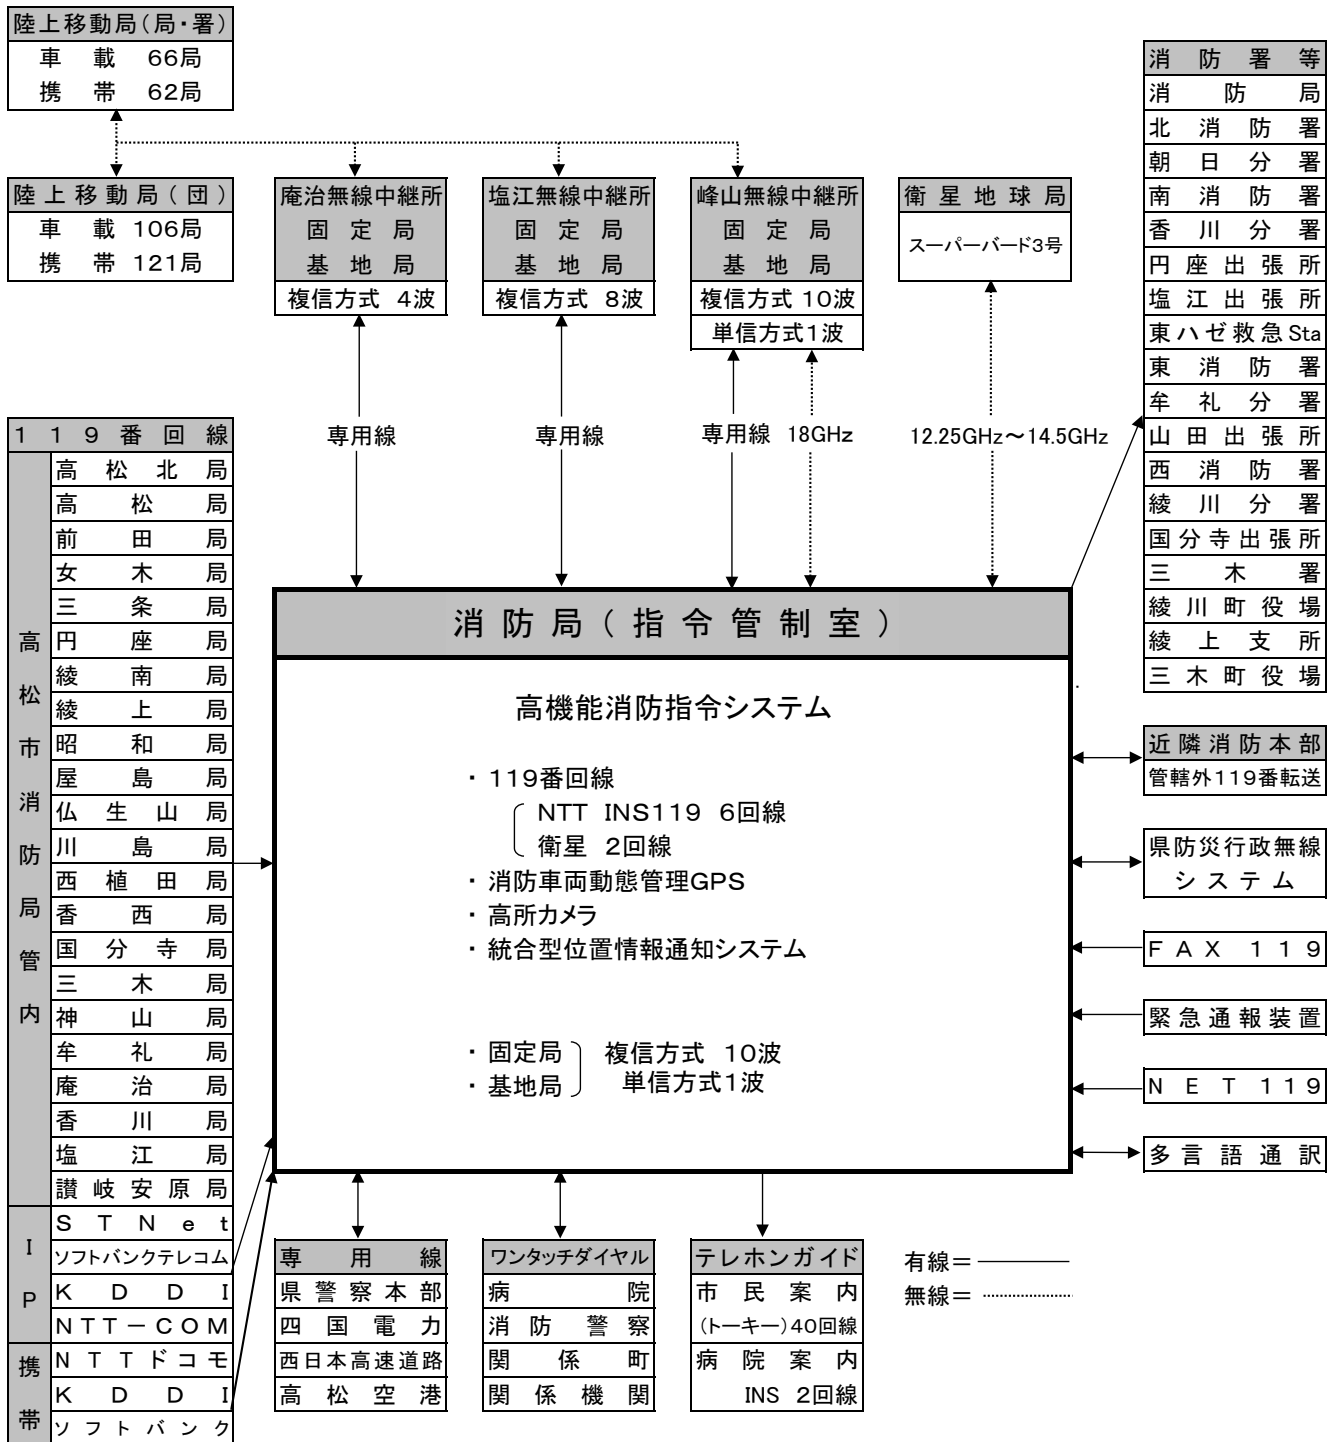 陸上移動局(局・署)
車載 66局
携帯 62局
陸上移動局(団)
車載 106局
携帯 121局
庵治無線中継所
固定局
基地局
複信方式 4波
塩江無線中継所
固定局
基地局
複信方式 8波
峰山無線中継所
固定局
基地局
複信方式 10波
単信方式1波
衛星地球局
スーパーバード3号
専用線
専用線
専用線 18GHz
12.25GHz~14.5GHz
消防署等
消防局
北消防署
朝日分署
南消防署
香川分署
円座出張所
塩江出張所
東ハゼ救急Sta
東消防署
牟礼分署
山田出張所
西消防署
綾川分署
国分寺出張所
三木署
綾川町役場
綾上支所
三木町役場
119番回線
高松市消防局管内
高松北局
高松局
前田局
女木局
三条局
円座局
綾南局
綾上局
昭和局
屋島局
仏生山局
川島局
西植田局
香西局
国分寺局
三木局
神山局
牟礼局
庵治局
香川局
塩江局
讃岐安原局
IP
STNet
ソフトバンクテレコム
KDDI
NTT-COM
携帯
NTTドコモ
KDDI
ソフトバンク
消防局(指令管制室)
高機能消防指令システム
・119番回線
NTT INS119 6回線
衛星 2回線
・消防車両動態管理GPS
・高所カメラ
・統合型位置情報通知システム
・固定局
・基地局
複信方式 10波
単信方式1波
近隣消防本部
管轄外119番転送
県防災行政無線
システム
FAX 119
緊急通報装置
NET119
多言語通訳
専用線
県警察本部
四国電力
西日本高速道路
高松空港
ワンタッチダイヤル
病院
消防警察
関係町
関係機関
テレホンガイド
市民案内
(トーキー)40回線
病院案内
INS 2回線
有線=
無線=